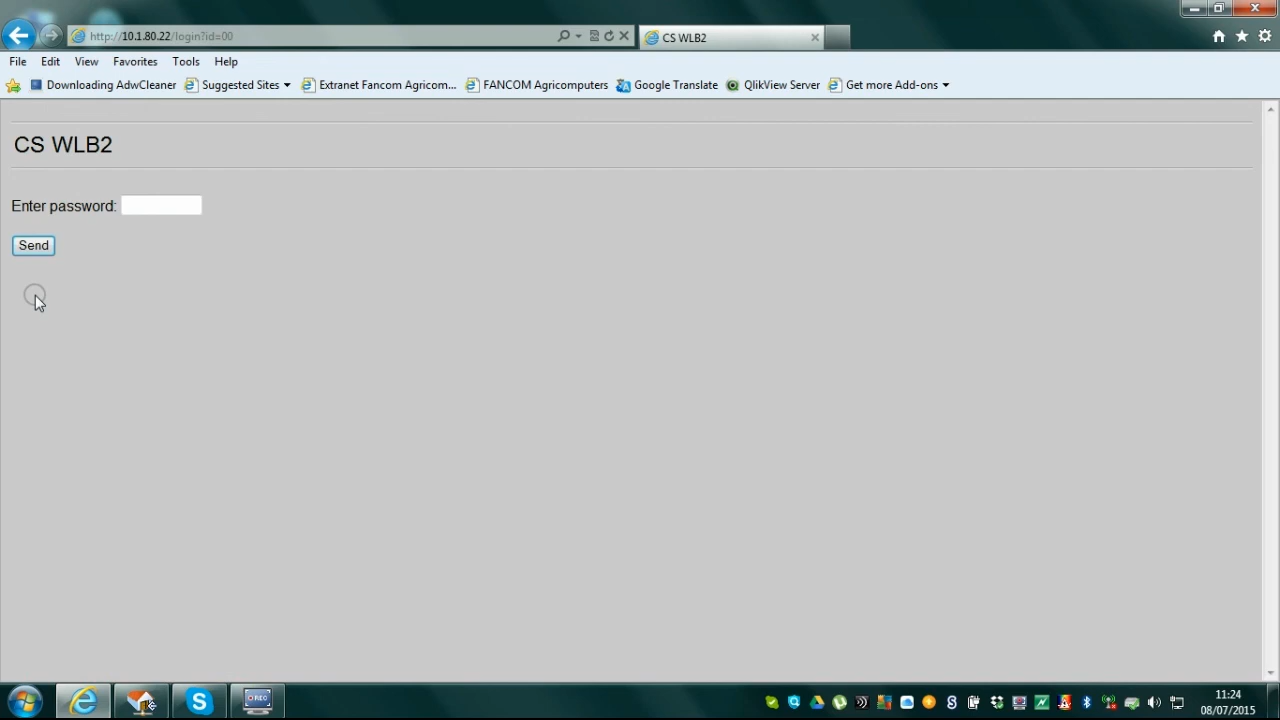 http://10.1.80.22/login?id=00
CS WLB2
File Edit View Favorites Tools Help
Downloading AdwCleaner Suggested Sites Extranet Fancom Agricom... FANCOM Agricomputers Google Translate QlikView Server Get more Add-ons
CS WLB2
Enter password:
Send
REC
11:24
08/07/2015